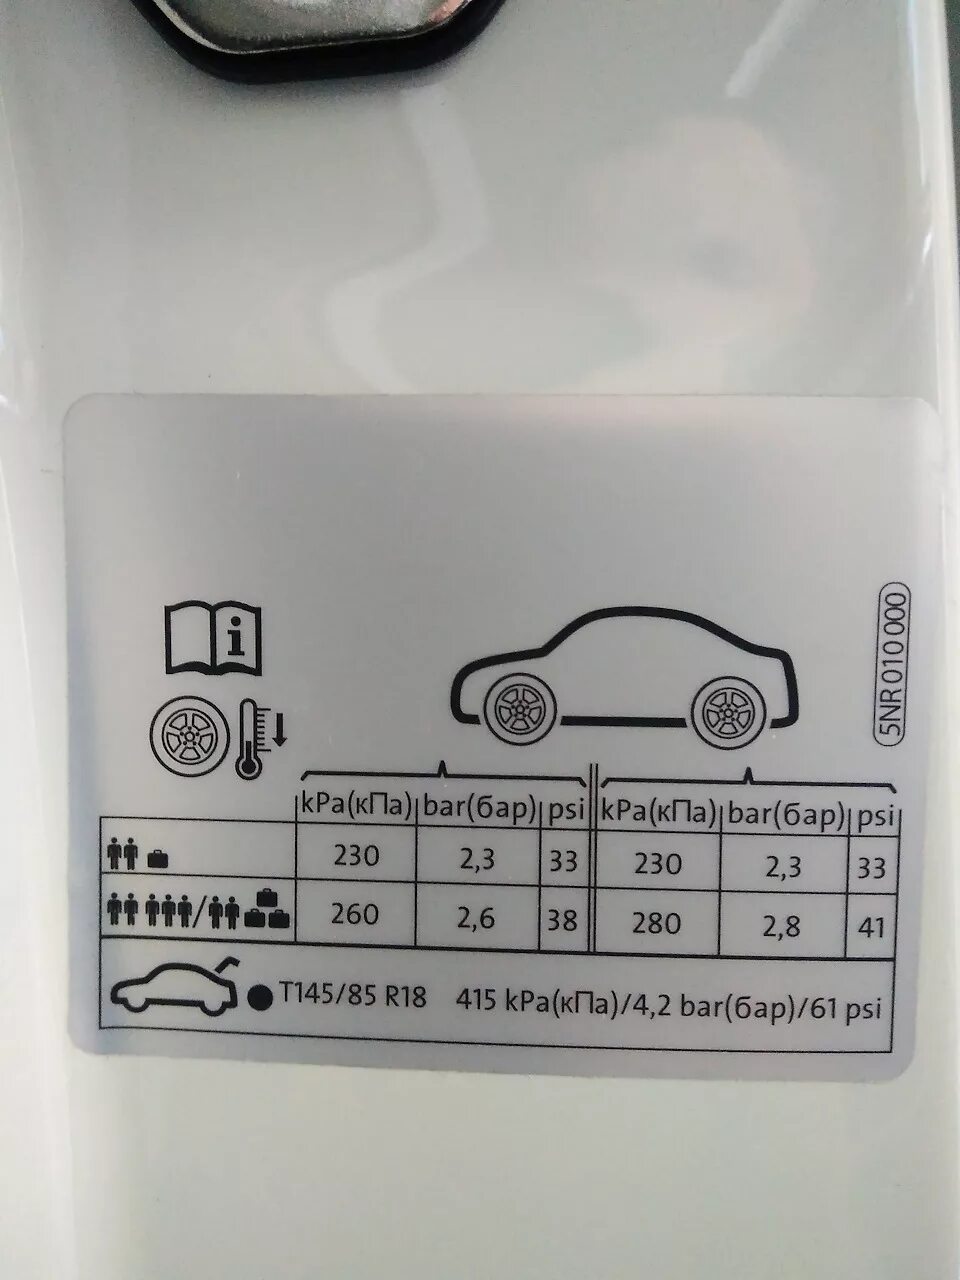 i
5NR 010 000
kPa(кПа) bar(бар) psi kPa(кПа) bar(бар) psi
230 2,3 33 230 2,3 33
260 2,6 38 280 2,8 41
T145/85 R18 415 kPa(кПа)/4,2 bar(бар)/61 psi